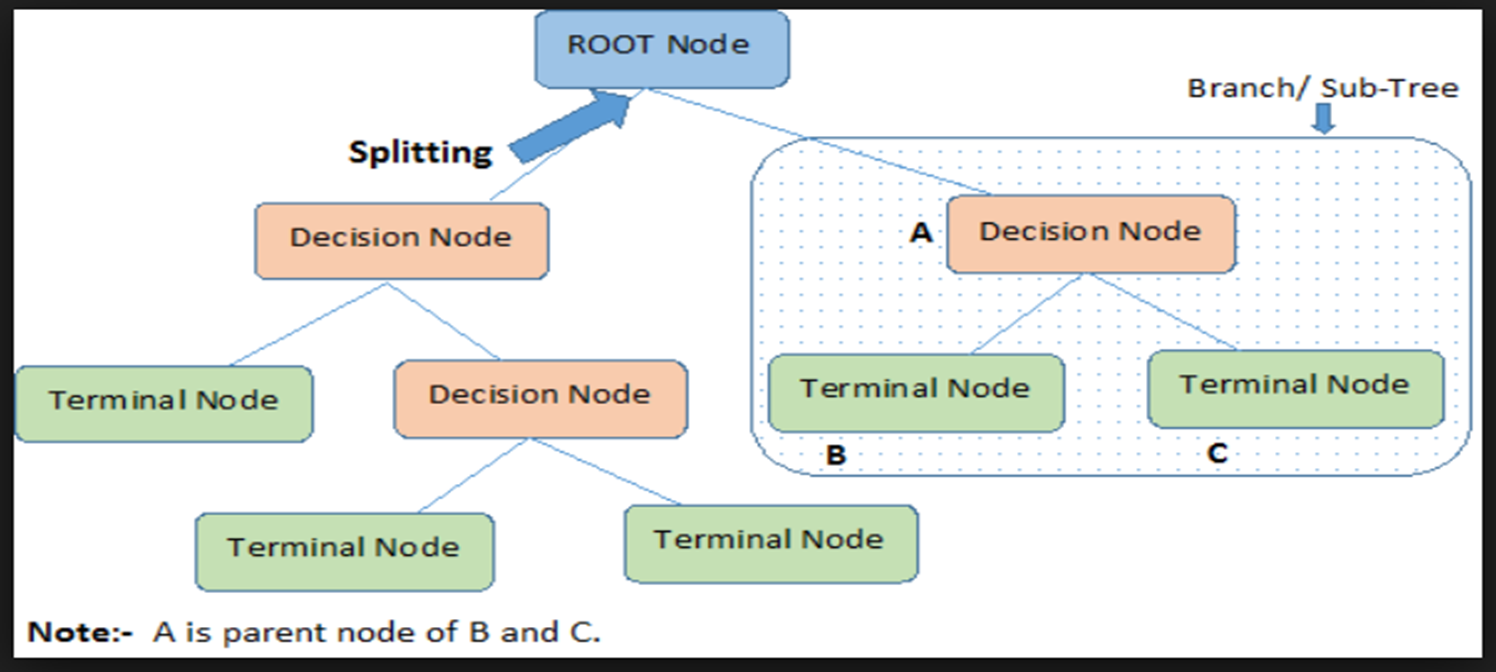 ROOT Node
Branch/ Sub-Tree
Splitting
Decision Node
A
Decision Node
Terminal Node
Decision Node
Terminal Node
Terminal Node
B
C
Terminal Node
Terminal Node
Note:- A is parent node of B and C.